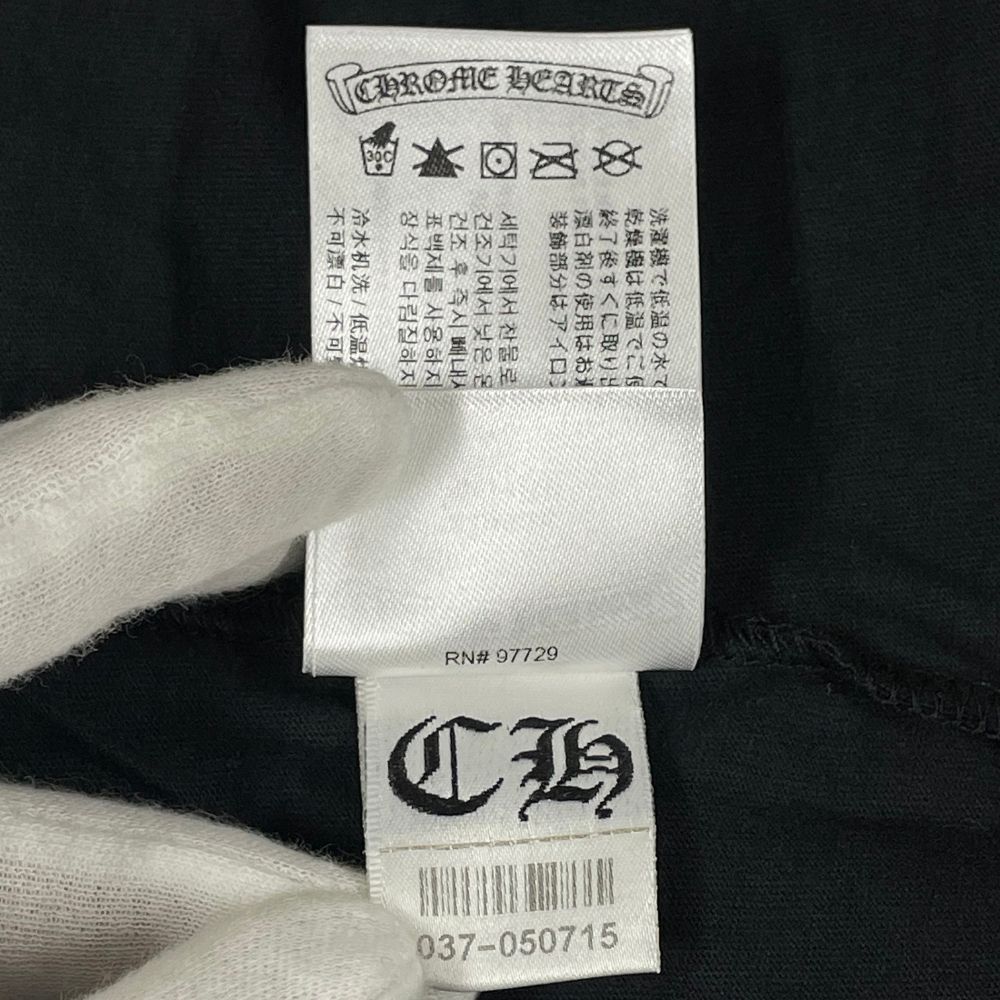 CHROME HEARTS
30C
洗濯機で低温の水で
乾燥機は低温でご使
終了後すぐに取り出
漂白剤の使用はお
装飾部分はアイロン
세탁기에서 찬물로
건조기에서 낮은 온
건조 후 즉시 빼내시
표백제를 사용하지
장식을 다림질하지
冷水机洗/低温
不可漂白/不可
RN# 97729
CH
037-050715